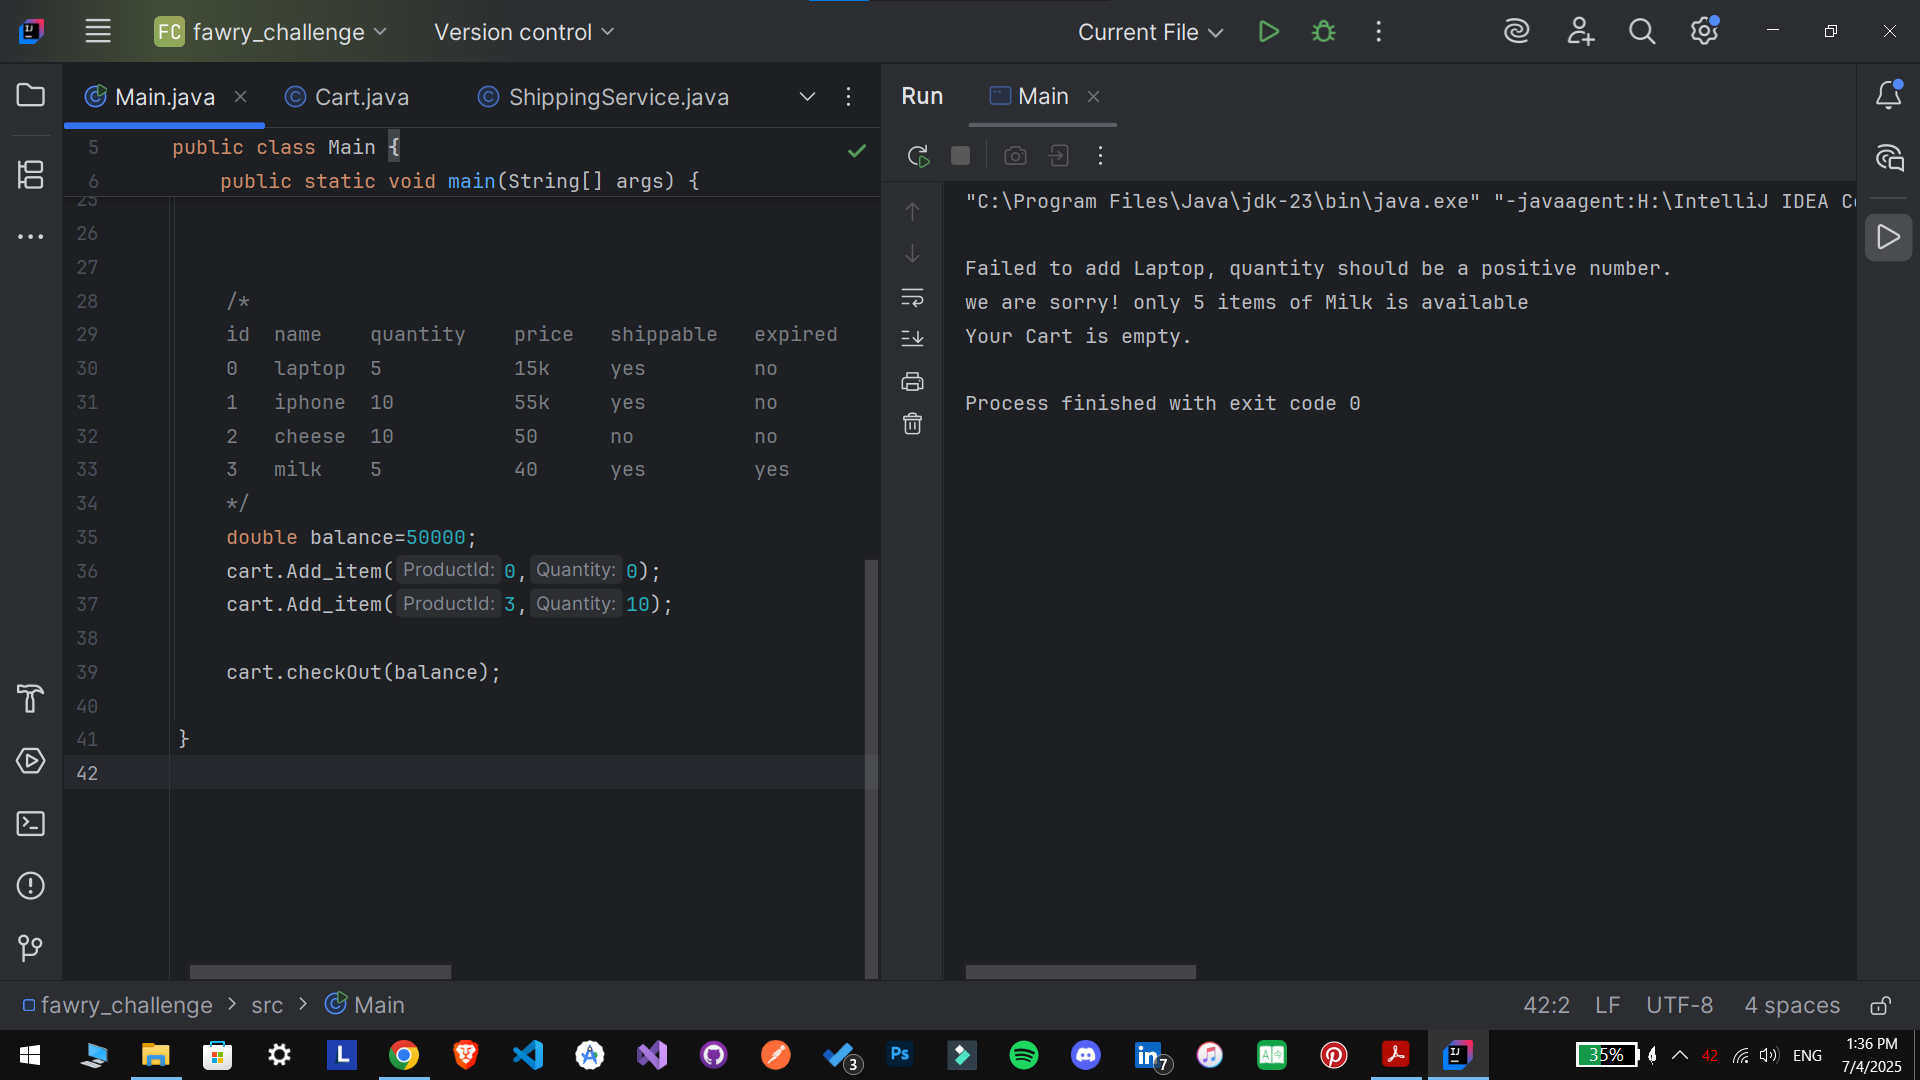 FC fawry_challenge Version control Current File
Main.java Cart.java ShippingService.java
5 public class Main {
6 public static void main(String[] args) {
25
26
27
28 /*
29 id name quantity price shippable expired
30 0 laptop 5 15k yes no
31 1 iphone 10 55k yes no
32 2 cheese 10 50 no no
33 3 milk 5 40 yes yes
34 */
35 double balance=50000;
36 cart.Add_item( ProductId: 0, Quantity: 0);
37 cart.Add_item( ProductId: 3, Quantity: 10);
38
39 cart.checkOut(balance);
40
41 }
42
Run Main
"C:\Program Files\Java\jdk-23\bin\java.exe" "-javaagent:H:\IntelliJ IDEA C
Failed to add Laptop, quantity should be a positive number.
we are sorry! only 5 items of Milk is available
Your Cart is empty.
Process finished with exit code 0
fawry_challenge > src > Main
42:2 LF UTF-8 4 spaces
L Ps 3 7 IJ
35% 42 ENG
1:36 PM
7/4/2025